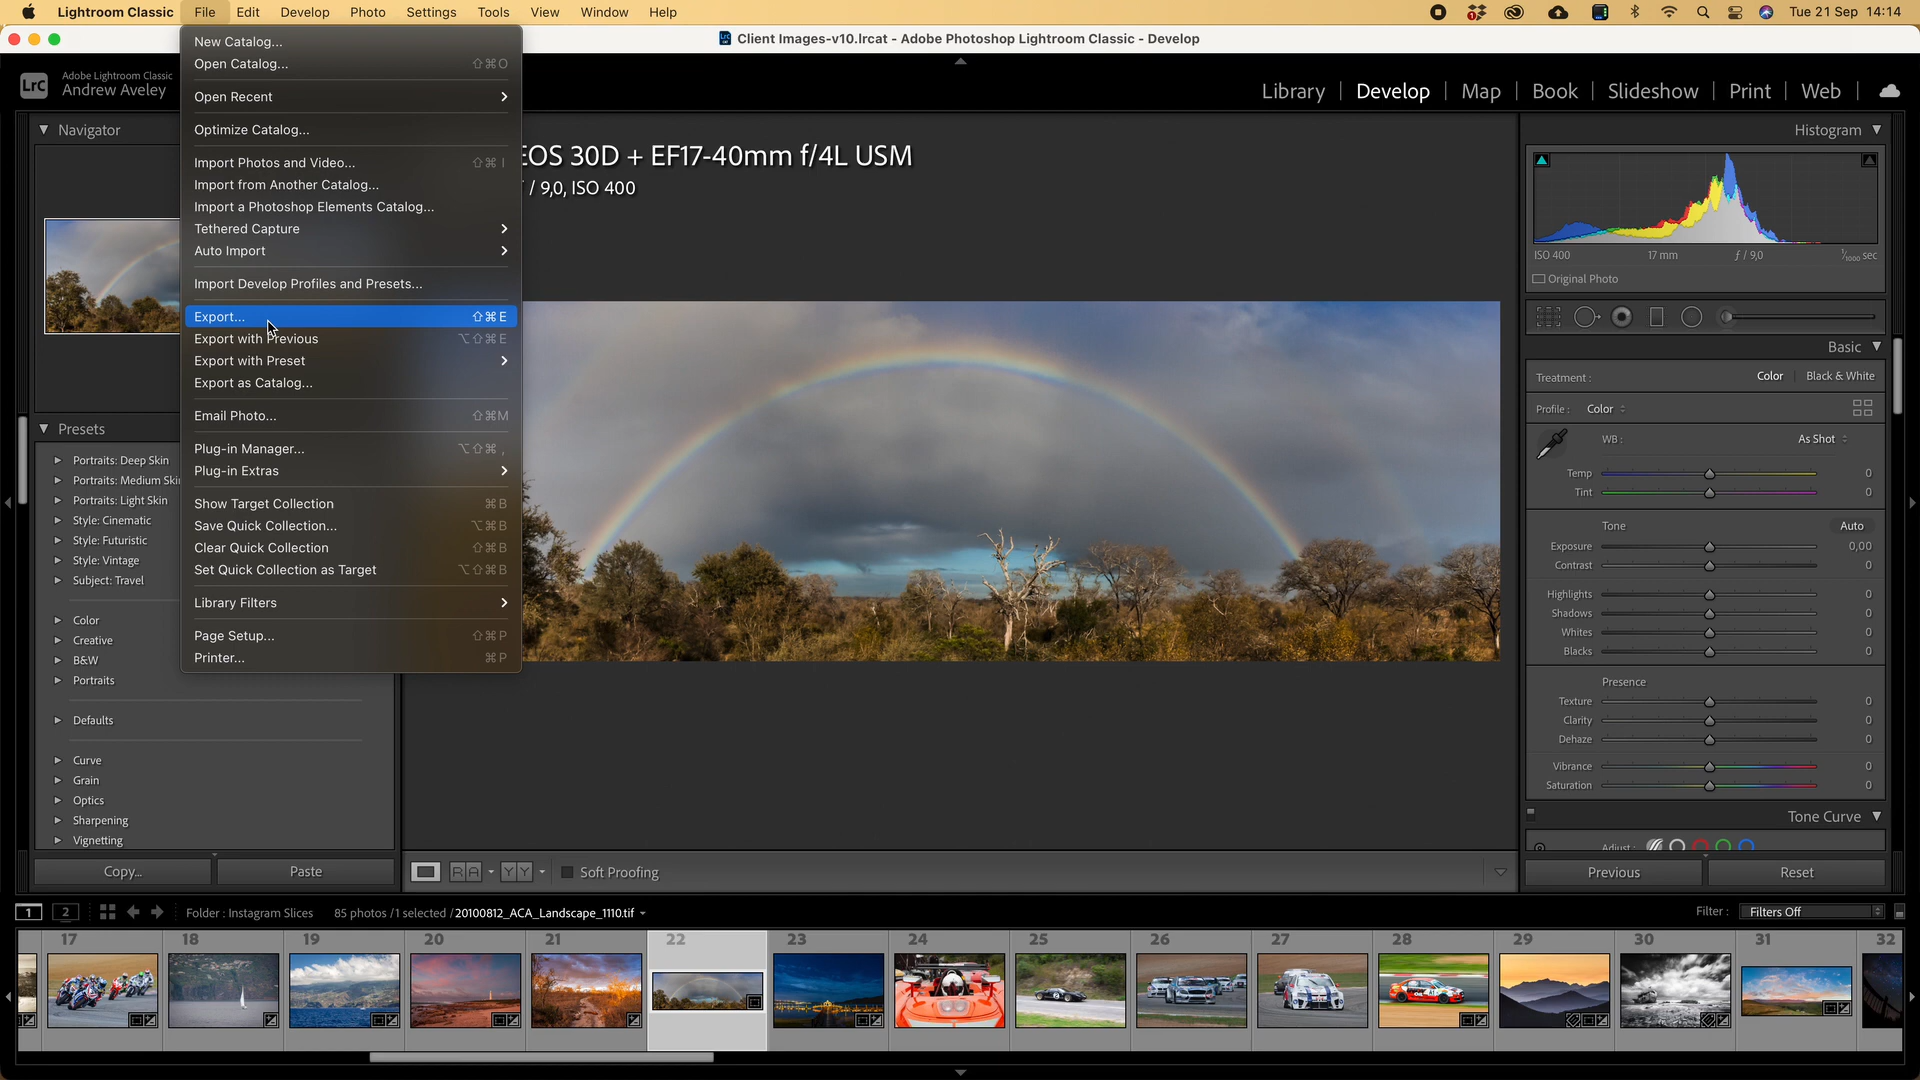 Lightroom Classic File Edit Develop Photo Settings Tools View Window Help Tue 21 Sep 14:14
Client Images-v10.lrcat - Adobe Photoshop Lightroom Classic - Develop
LrC Adobe Lightroom Classic
Andrew Aveley
Library | Develop | Map | Book | Slideshow | Print | Web
New Catalog...
Open Catalog... ⇧⌘O
Open Recent
Optimize Catalog...
Import Photos and Video... ⇧⌘I
Import from Another Catalog...
Import a Photoshop Elements Catalog...
Tethered Capture
Auto Import
Import Develop Profiles and Presets...
Export... ⇧⌘E
Export with Previous ⌥⇧⌘E
Export with Preset
Export as Catalog...
Email Photo... ⇧⌘M
Plug-in Manager... ⌥⇧⌘,
Plug-in Extras
Show Target Collection ⌘B
Save Quick Collection... ⌥⌘B
Clear Quick Collection ⇧⌘B
Set Quick Collection as Target ⌥⇧⌘B
Library Filters
Page Setup... ⇧⌘P
Printer... ⌘P
Navigator
Presets
Portraits: Deep Skin
Portraits: Medium Ski
Portraits: Light Skin
Style: Cinematic
Style: Futuristic
Style: Vintage
Subject: Travel
Color
Creative
B&W
Portraits
Defaults
Curve
Grain
Optics
Sharpening
Vignetting
Copy... Paste
EOS 30D + EF17-40mm f/4L USM
/ 9,0, ISO 400
RA YY Soft Proofing
Histogram
ISO 400 17 mm ƒ / 9,0 1/1000 sec
Original Photo
Basic
Treatment : Color | Black & White
Profile : Color
WB : As Shot
Temp 0
Tint 0
Tone Auto
Exposure 0,00
Contrast 0
Highlights 0
Shadows 0
Whites 0
Blacks 0
Presence
Texture 0
Clarity 0
Dehaze 0
Vibrance 0
Saturation 0
Tone Curve
Adjust :
Previous Reset
1 2 Folder : Instagram Slices 85 photos /1 selected /20100812_ACA_Landscape_1110.tif Filter : Filters Off
17 18 19 20 21 22 23 24 25 26 27 28 29 30 31 32